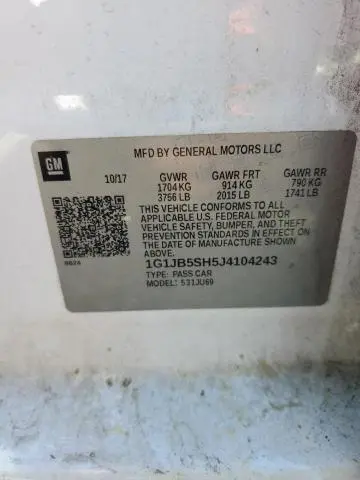 GM
MFD BY GENERAL MOTORS LLC
10/17 GVWR GAWR FRT GAWR RR
1704 KG 914 KG 790 KG
3756 LB 2015 LB 1741 LB
THIS VEHICLE CONFORMS TO ALL
APPLICABLE U.S. FEDERAL MOTOR
VEHICLE SAFETY, BUMPER, AND THEFT
PREVENTION STANDARDS IN EFFECT ON
THE DATE OF MANUFACTURE SHOWN
ABOVE.
9824 1G1JB5SH5J4104243
TYPE: PASS CAR
MODEL: 531JU69